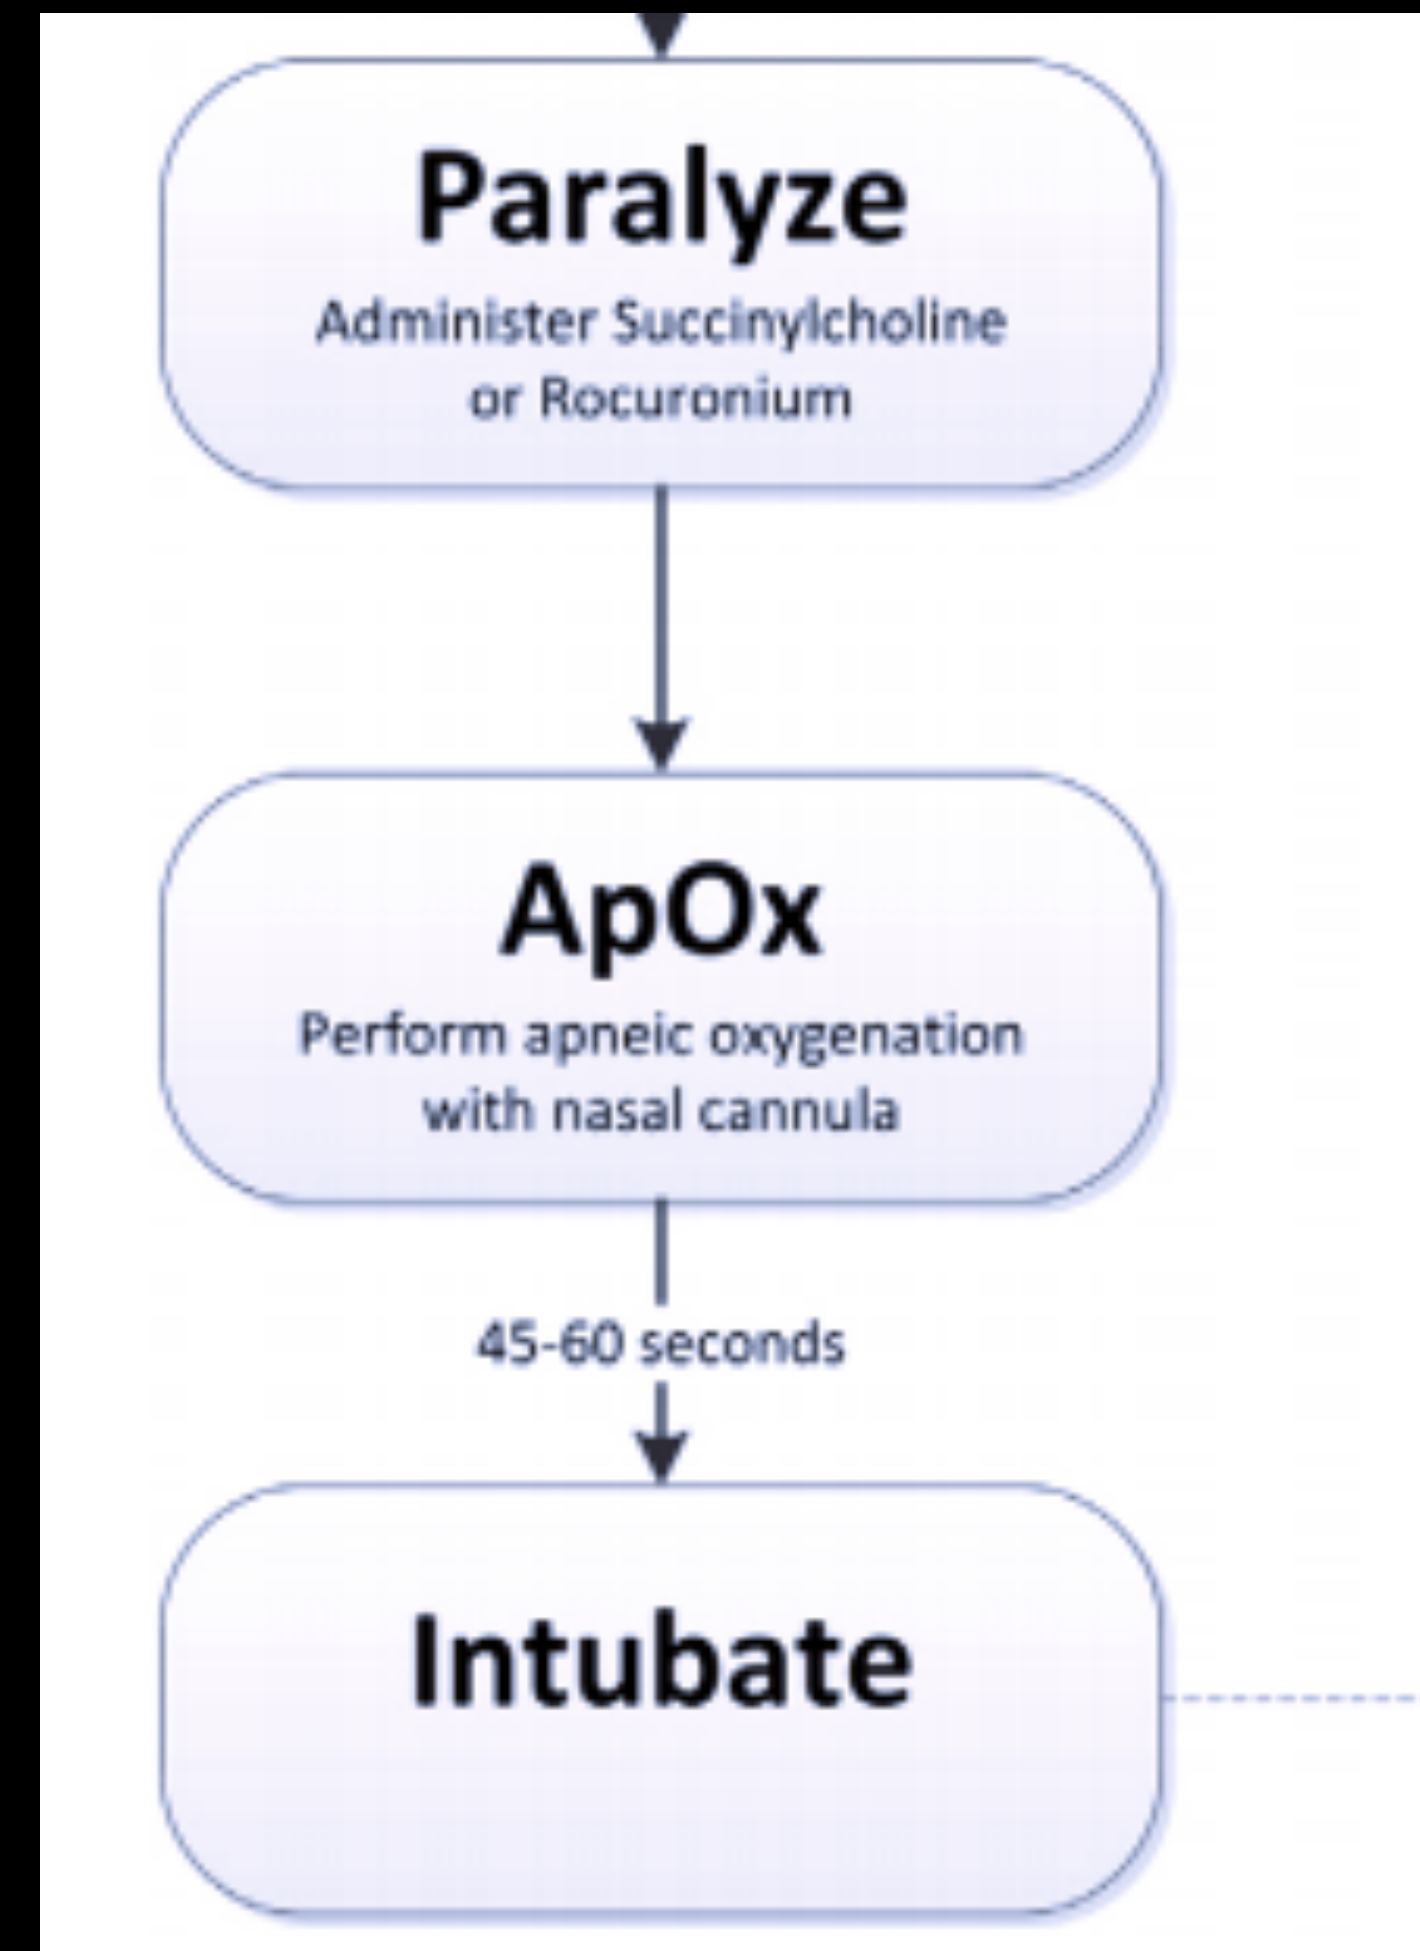 Paralyze
Administer Succinylcholine
or Rocuronium
ApOx
Perform apneic oxygenation
with nasal cannula
45-60 seconds
Intubate